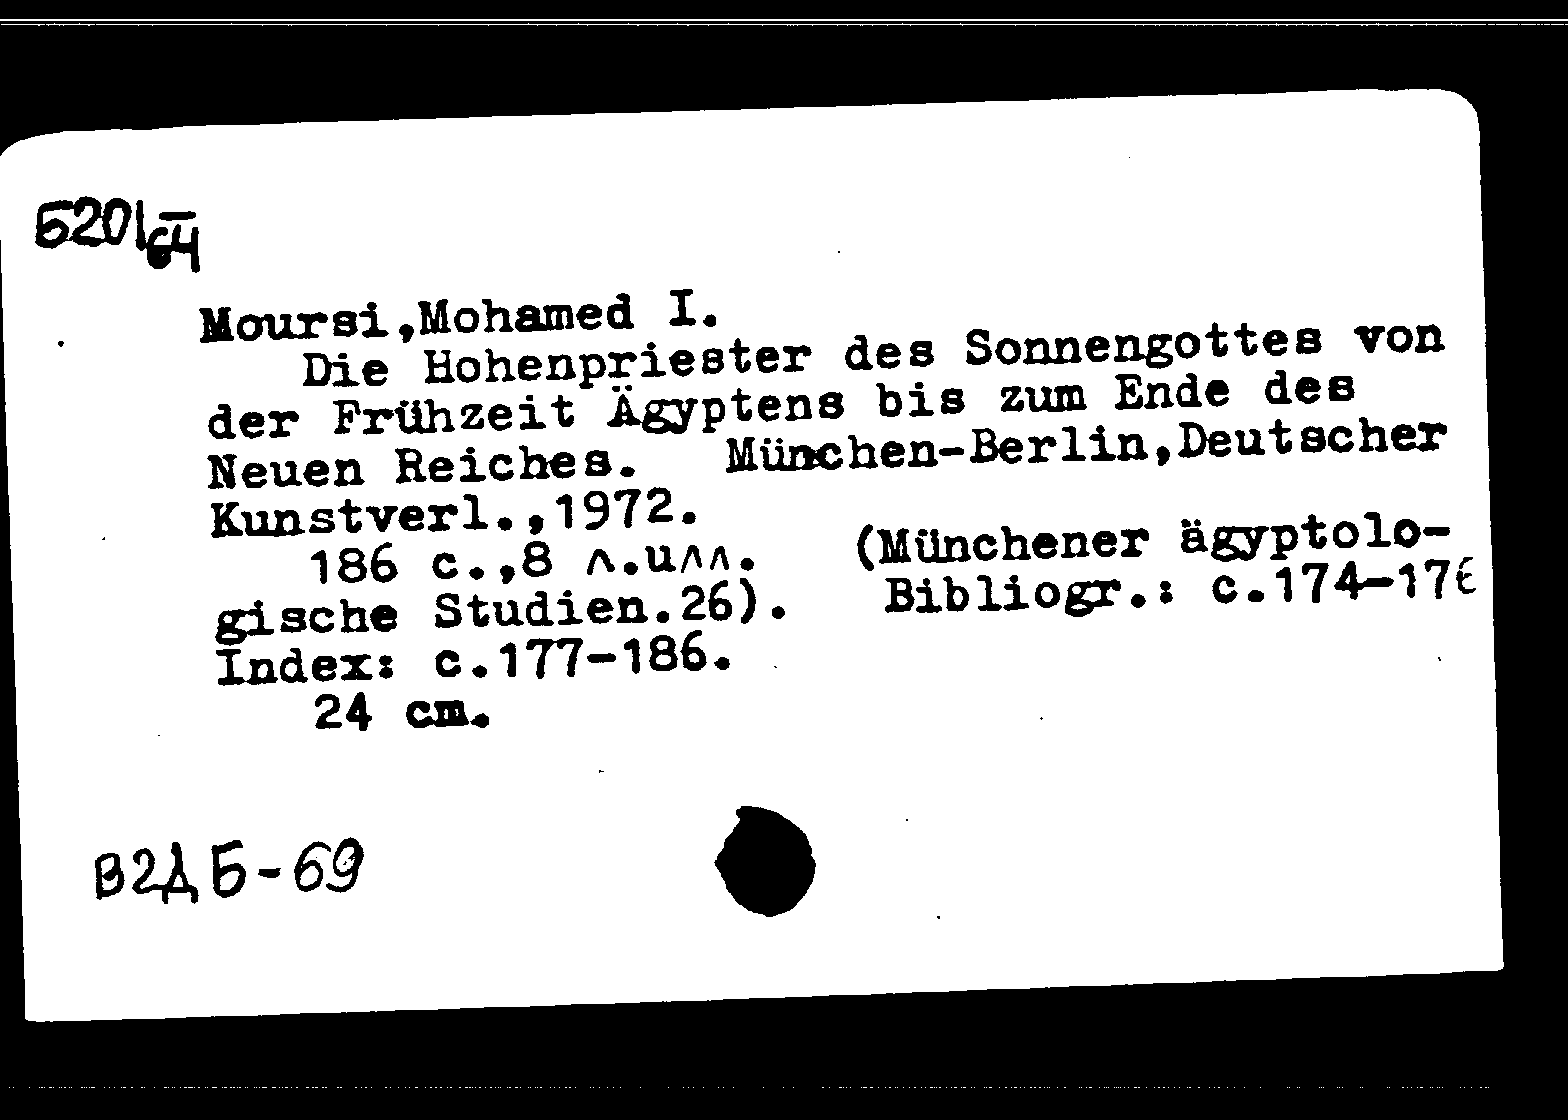 Б20 | 64
Moursi,Mohamed I.
Die Hohenpriester des Sonnengottes von
der Frühzeit Ägyptens bis zum Ende des
Neuen Reiches. München-Berlin,Deutscher
Kunstverl.,1972.
186 c.,8 л.илл. (Münchener ägyptolo-
gische Studien.26). Bibliogr.: c.174-176
Index: c.177-186.
24 cm.
В2Д Б-69